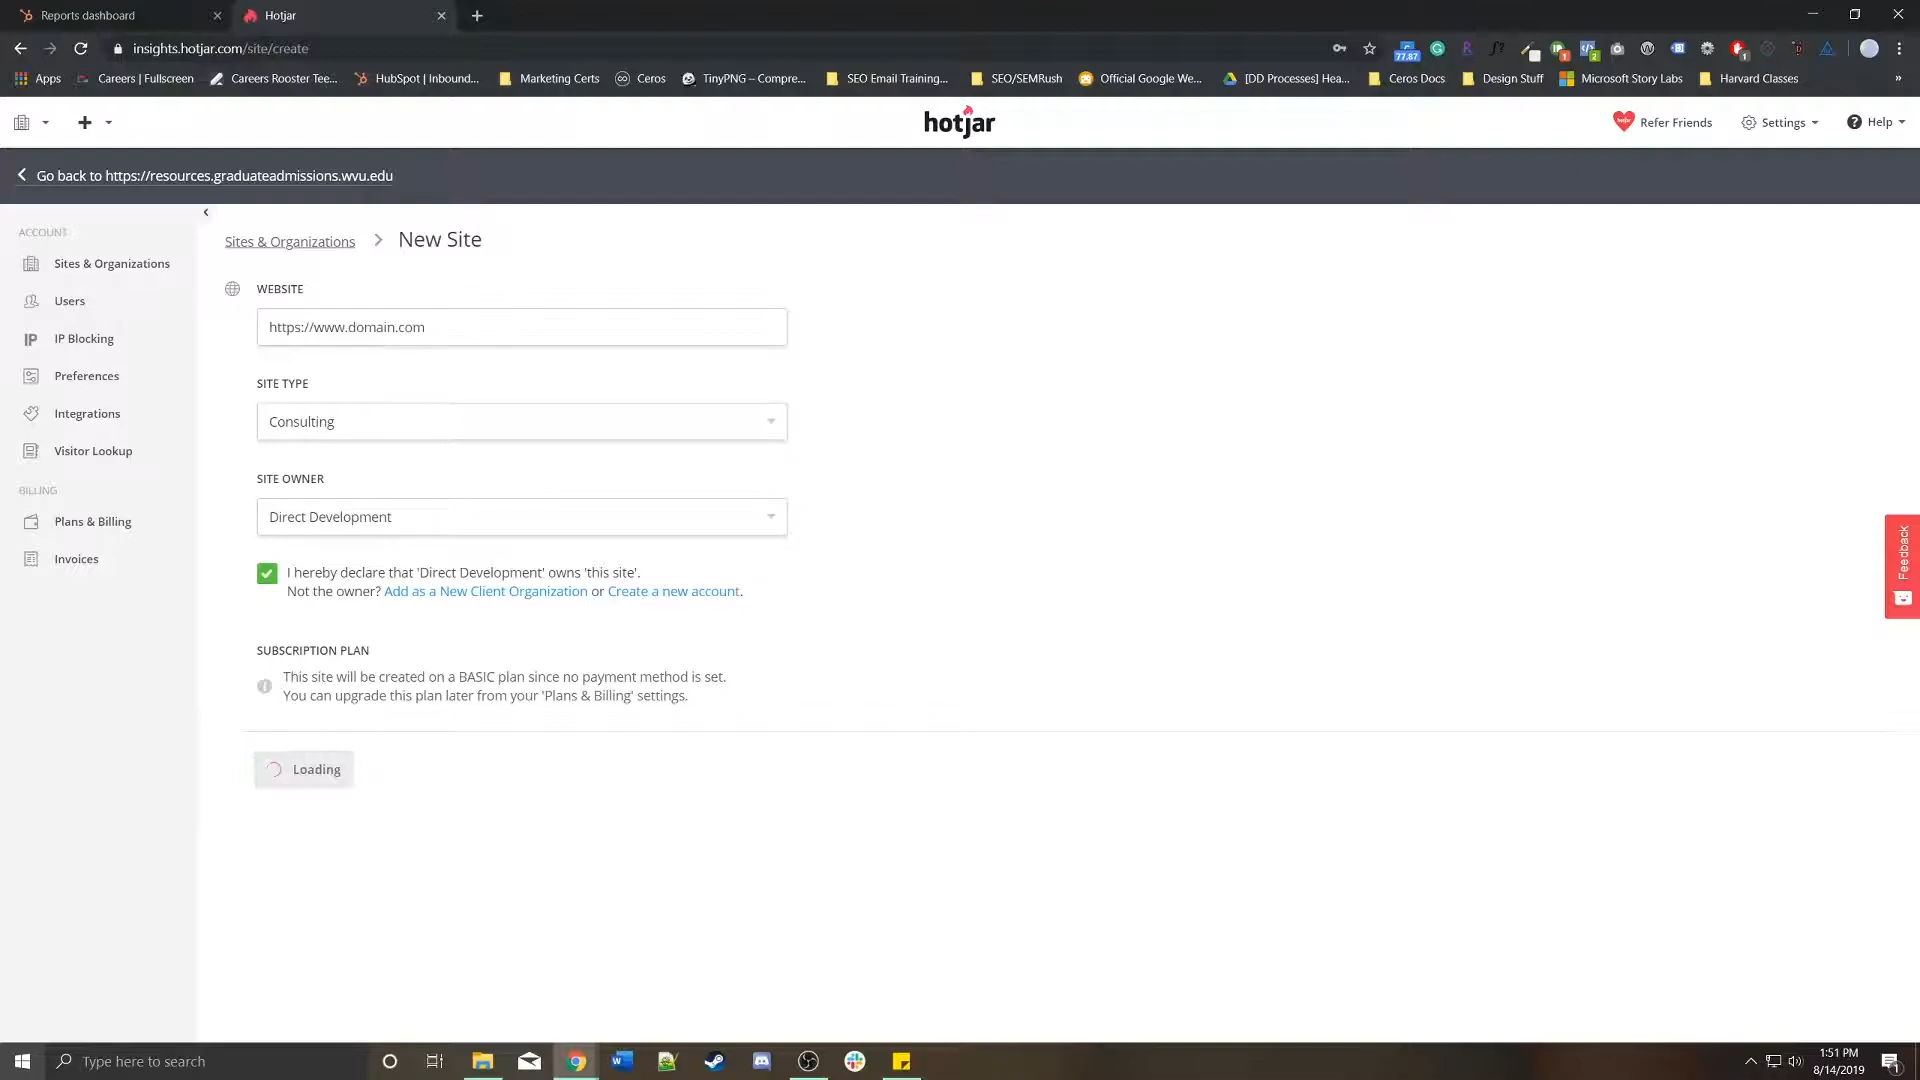 Reports dashboard
Hotjar
insights.hotjar.com/site/create
77.87
1
2
1
Apps
Careers | Fullscreen
Careers Rooster Tee...
HubSpot | Inbound...
Marketing Certs
Ceros
TinyPNG – Compre...
SEO Email Training...
SEO/SEMRush
Official Google We...
[DD Processes] Hea...
Ceros Docs
Design Stuff
Microsoft Story Labs
Harvard Classes
»
hotjar
Refer Friends
Settings
Help
Go back to https://resources.graduateadmissions.wvu.edu
ACCOUNT
Sites & Organizations
Users
IP Blocking
Preferences
Integrations
Visitor Lookup
BILLING
Plans & Billing
Invoices
Sites & Organizations > New Site
WEBSITE
https://www.domain.com
SITE TYPE
Consulting
SITE OWNER
Direct Development
I hereby declare that 'Direct Development' owns 'this site'.
Not the owner? Add as a New Client Organization or Create a new account.
SUBSCRIPTION PLAN
This site will be created on a BASIC plan since no payment method is set.
You can upgrade this plan later from your 'Plans & Billing' settings.
Loading
Feedback
Type here to search
1:51 PM
8/14/2019
1